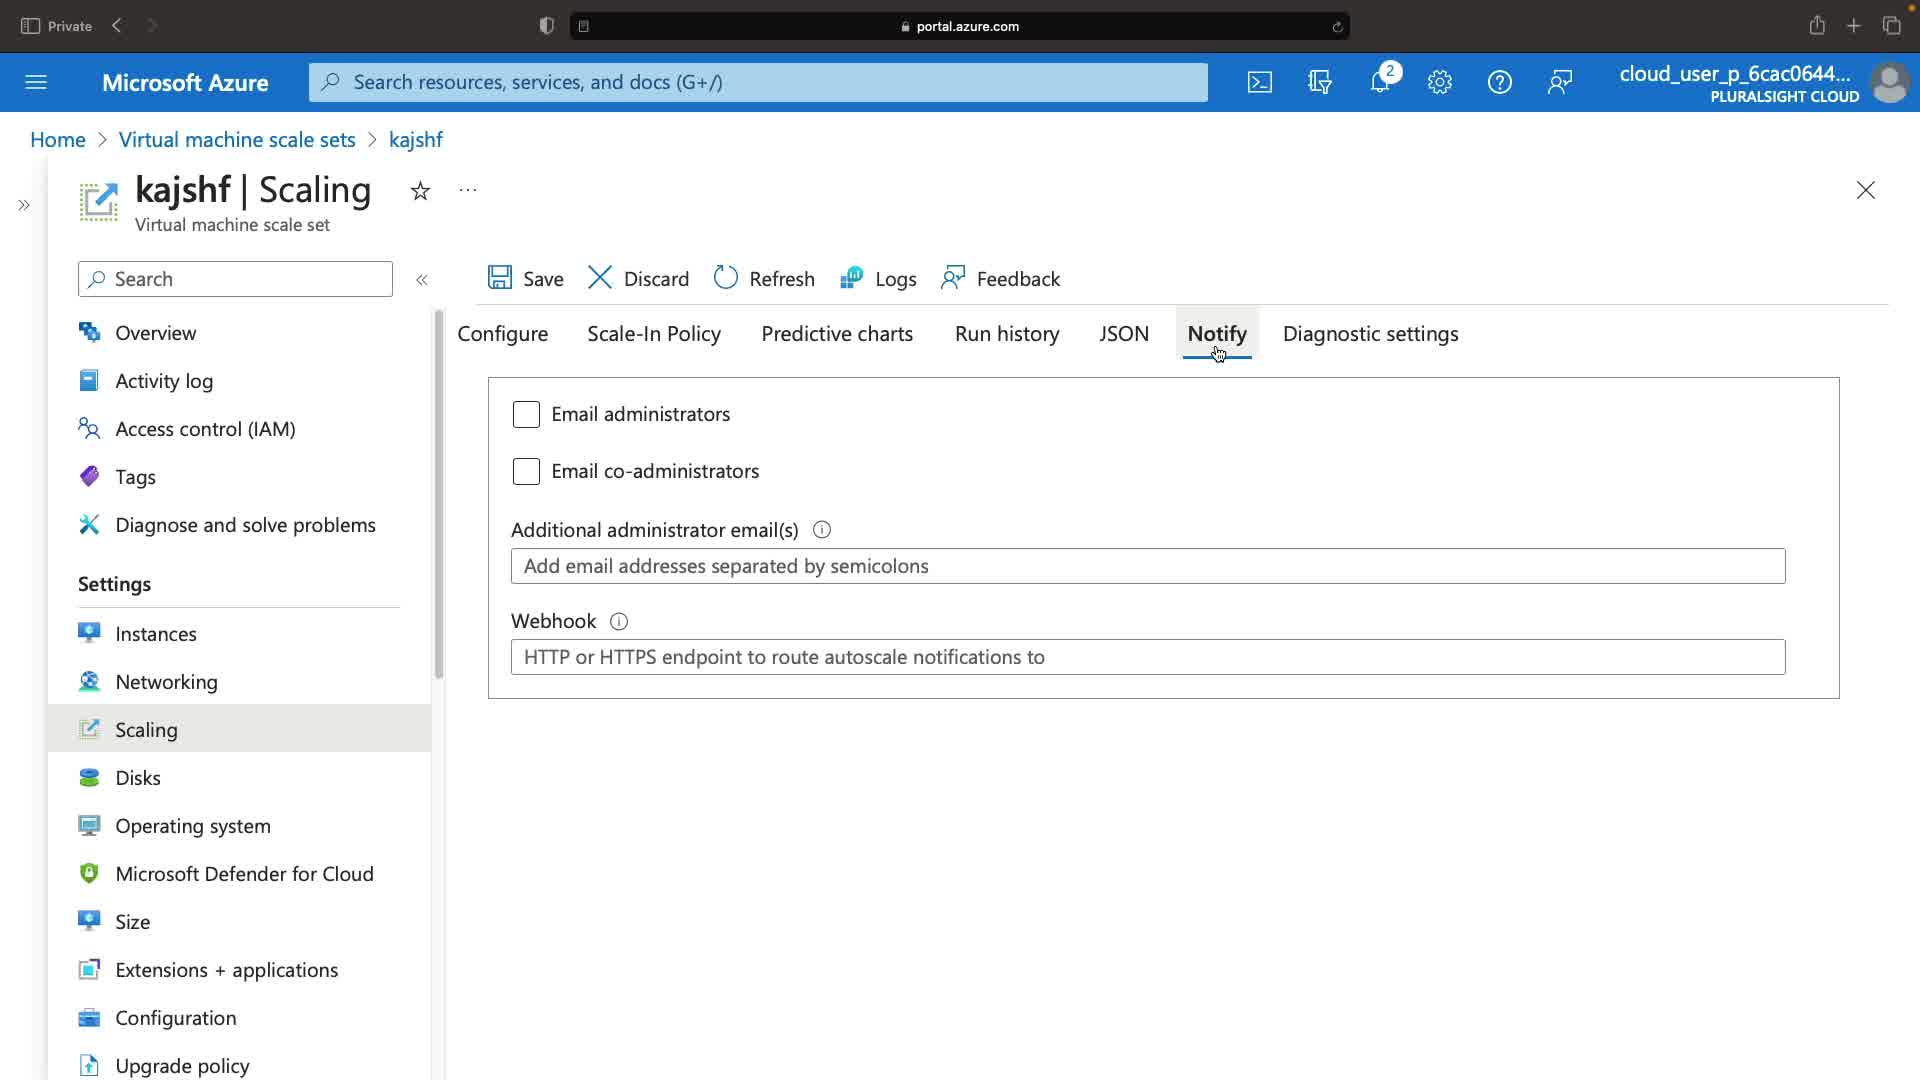 Private
portal.azure.com
Microsoft Azure
Search resources, services, and docs (G+/)
2
cloud_user_p_6cac0644...
PLURALSIGHT CLOUD
Home > Virtual machine scale sets > kajshf
kajshf | Scaling
Virtual machine scale set
Search
Save
Discard
Refresh
Logs
Feedback
Configure
Scale-In Policy
Predictive charts
Run history
JSON
Notify
Diagnostic settings
Overview
Activity log
Access control (IAM)
Tags
Diagnose and solve problems
Settings
Instances
Networking
Scaling
Disks
Operating system
Microsoft Defender for Cloud
Size
Extensions + applications
Configuration
Upgrade policy
Email administrators
Email co-administrators
Additional administrator email(s)
Add email addresses separated by semicolons
Webhook
HTTP or HTTPS endpoint to route autoscale notifications to